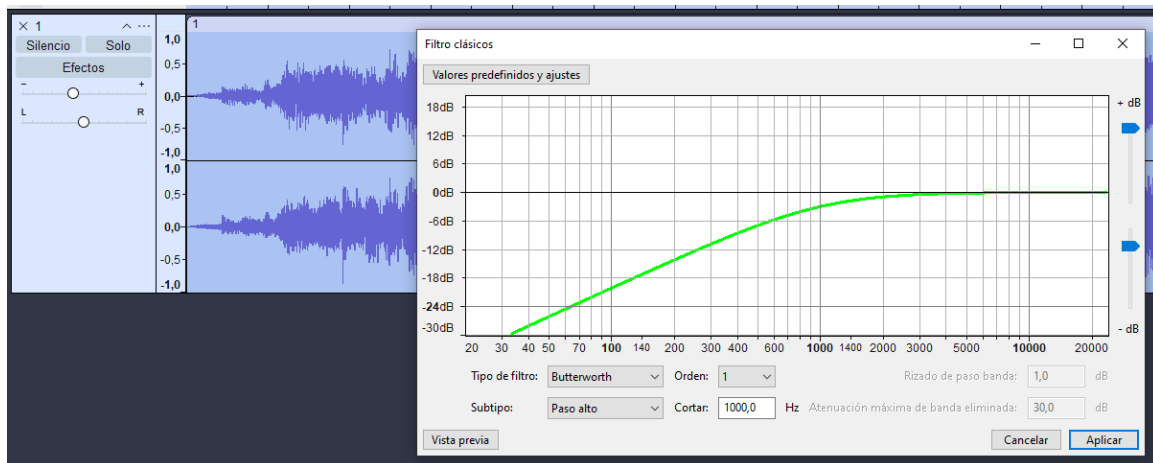 × 1
1
Silencio Solo
Efectos
- +
L R
1,0
0,5
0,0
-0,5
-1,0
1,0
0,5
0,0
-0,5
-1,0
Filtro clásicos
Valores predefinidos y ajustes
18dB
12dB
6dB
0dB
-6dB
-12dB
-18dB
-24dB
-30dB
+ dB
- dB
20 30 40 50 70 100 140 200 300 400 600 1000 1400 2000 3000 5000 10000 20000
Tipo de filtro: Butterworth Orden: 1 Rizado de paso banda: 1,0 dB
Subtipo: Paso alto Cortar: 1000,0 Hz Atenuación máxima de banda eliminada: 30,0 dB
Vista previa Cancelar Aplicar